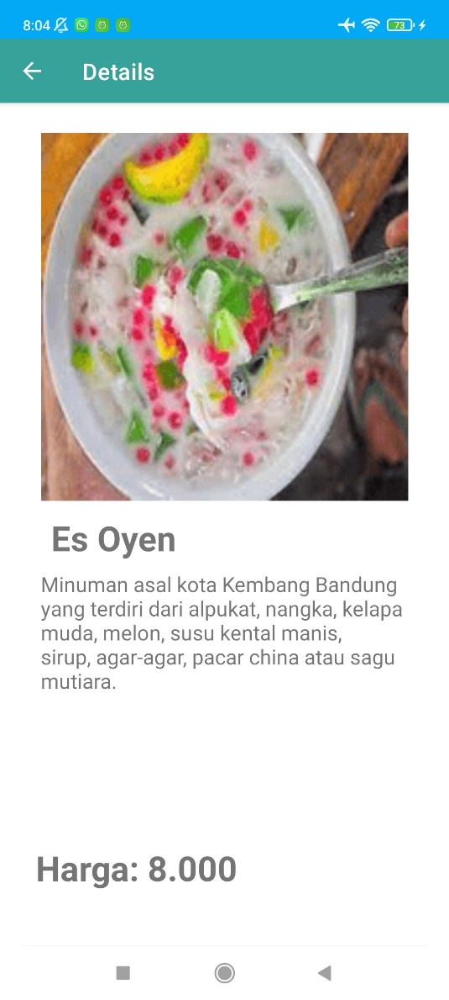 8:04
73
Details
Es Oyen
Minuman asal kota Kembang Bandung
yang terdiri dari alpukat, nangka, kelapa
muda, melon, susu kental manis,
sirup, agar-agar, pacar china atau sagu
mutiara.
Harga: 8.000